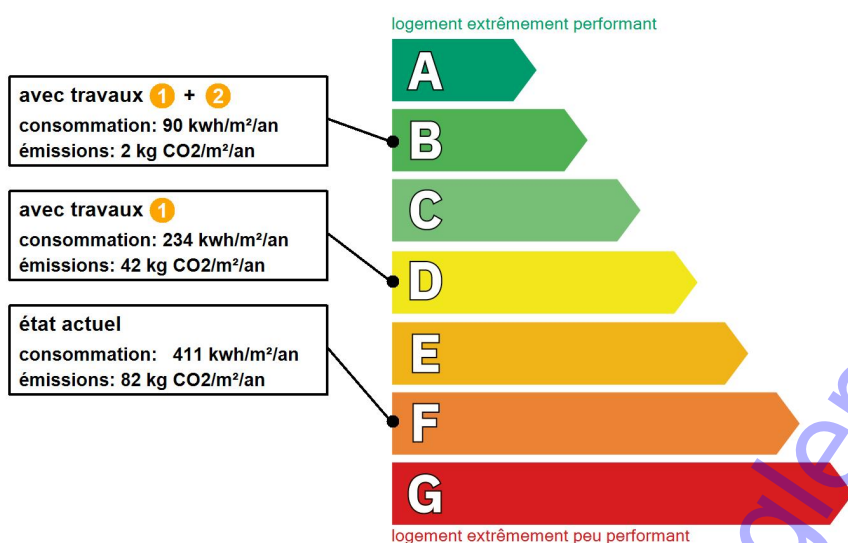 logement extrêmement performant
A
avec travaux 1 + 2
consommation: 90 kwh/m²/an
émissions: 2 kg CO2/m²/an
B
avec travaux 1
consommation: 234 kwh/m²/an
émissions: 42 kg CO2/m²/an
C
D
état actuel
consommation: 411 kwh/m²/an
émissions: 82 kg CO2/m²/an
E
F
G
logement extrêmement peu performant